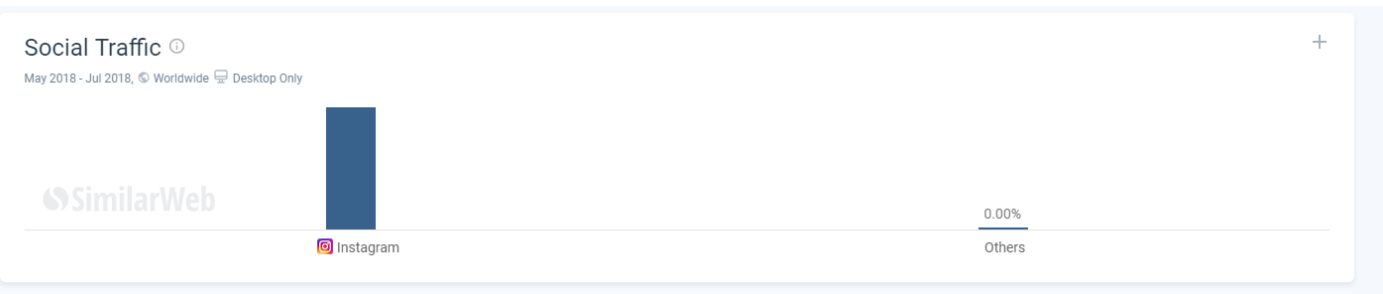 Social Traffic
May 2018 - Jul 2018, Worldwide Desktop Only
SimilarWeb
0.00%
Instagram
Others